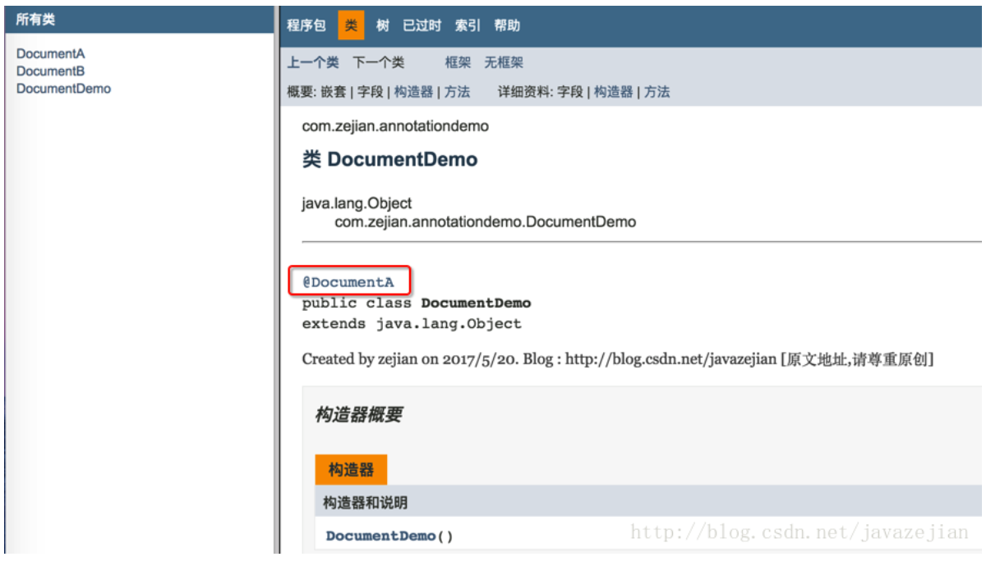 所有类
DocumentA
DocumentB
DocumentDemo
程序包 类 树 已过时 索引 帮助
上一个类 下一个类 框架 无框架
概要: 嵌套 | 字段 | 构造器 | 方法 详细资料: 字段 | 构造器 | 方法
com.zejian.annotationdemo
类 DocumentDemo
java.lang.Object
com.zejian.annotationdemo.DocumentDemo
@DocumentA
public class DocumentDemo
extends java.lang.Object
Created by zejian on 2017/5/20. Blog : http://blog.csdn.net/javazejian [原文地址,请尊重原创]
构造器概要
构造器
构造器和说明
DocumentDemo()
http://blog.csdn.net/javazejian